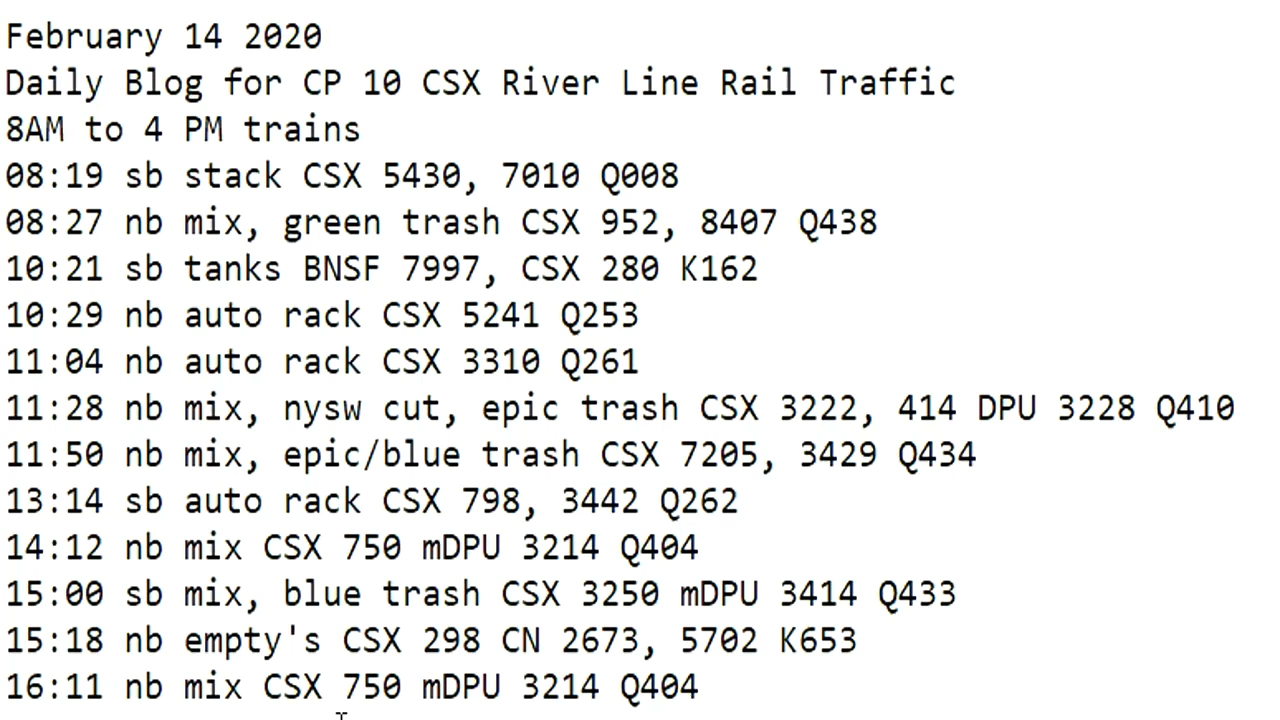 February 14 2020
Daily Blog for CP 10 CSX River Line Rail Traffic
8AM to 4 PM trains
08:19 sb stack CSX 5430, 7010 Q008
08:27 nb mix, green trash CSX 952, 8407 Q438
10:21 sb tanks BNSF 7997, CSX 280 K162
10:29 nb auto rack CSX 5241 Q253
11:04 nb auto rack CSX 3310 Q261
11:28 nb mix, nysw cut, epic trash CSX 3222, 414 DPU 3228 Q410
11:50 nb mix, epic/blue trash CSX 7205, 3429 Q434
13:14 sb auto rack CSX 798, 3442 Q262
14:12 nb mix CSX 750 mDPU 3214 Q404
15:00 sb mix, blue trash CSX 3250 mDPU 3414 Q433
15:18 nb empty's CSX 298 CN 2673, 5702 K653
16:11 nb mix CSX 750 mDPU 3214 Q404